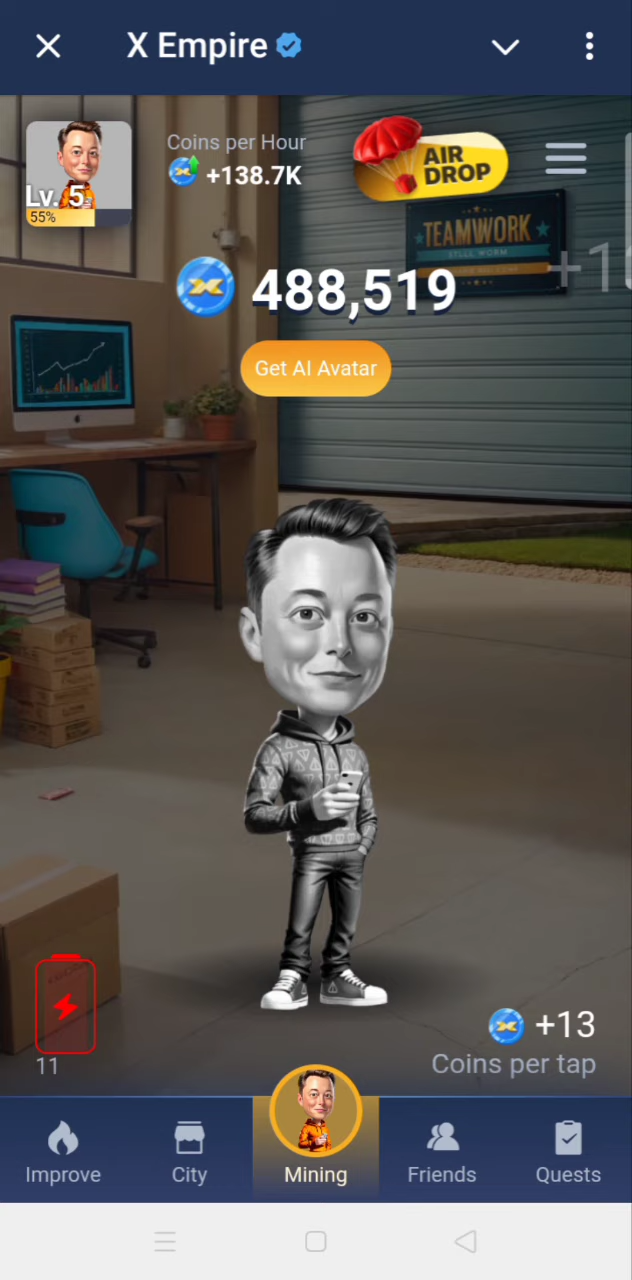 X Empire
Coins per Hour
+138.7K
AIR
DROP
Lv. 5
55%
TEAMWORK
488,519
Get AI Avatar
11
+13
Coins per tap
Improve
City
Mining
Friends
Quests